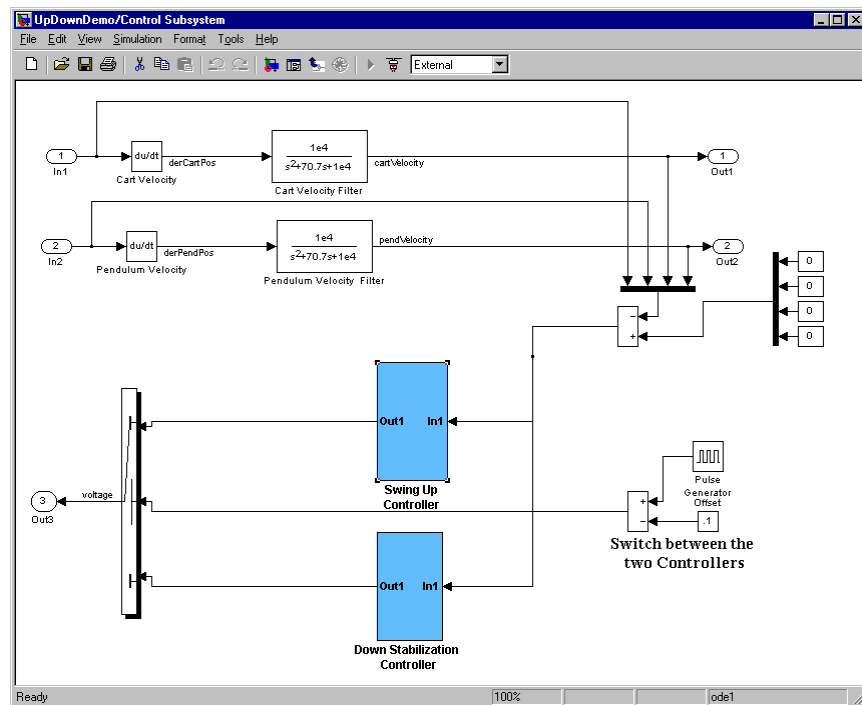 UpDownDemo/Control Subsystem
File Edit View Simulation Format Tools Help
External
1
In1
du/dt
derCartPos
Cart Velocity
1e4
s2+70.7s+1e4
Cart Velocity Filter
cartVelocity
1
Out1
2
In2
du/dt
derPendPos
Pendulum Velocity
1e4
s2+70.7s+1e4
Pendulum Velocity Filter
pendVelocity
2
Out2
0
0
0
0
−
+
Out1 In1
Swing Up
Controller
3
Out3
voltage
Pulse
Generator
Offset
+
−
.1
Switch between the
two Controllers
Out1 In1
Down Stabilization
Controller
Ready 100% ode1